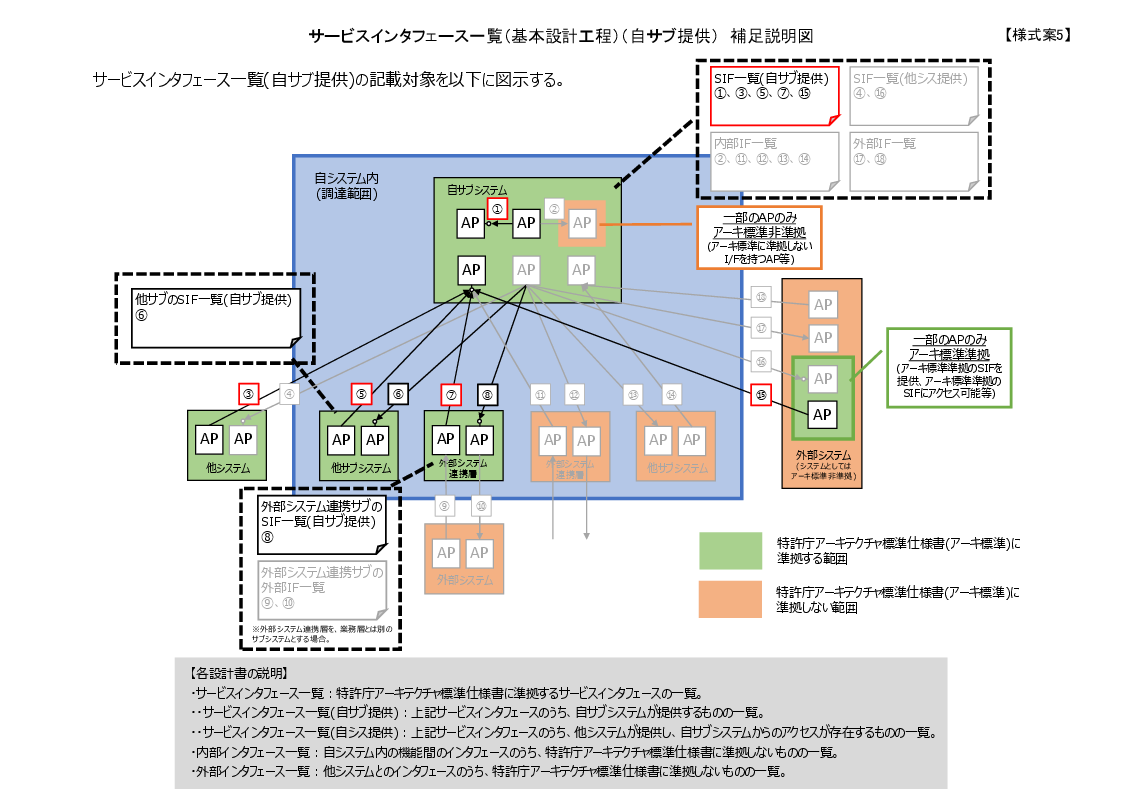 サービスインタフェース一覧(基本設計工程)(自サブ提供) 補足説明図
【様式案5】
サービスインタフェース一覧(自サブ提供)の記載対象を以下に図示する。
SIF一覧(自サブ提供)
①、③、⑤、⑦、⑮
SIF一覧(他シス提供)
④、⑯
内部IF一覧
②、⑪、⑫、⑬、⑭
外部IF一覧
⑰、⑱
自システム内
(調達範囲)
自サブシステム
①
②
AP
AP
AP
AP
AP
AP
一部のAPのみ
アーキ標準非準拠
(アーキ標準に準拠しない
I/Fを持つAP等)
他サブのSIF一覧(自サブ提供)
⑥
⑱
⑰
⑯
⑮
AP
AP
AP
AP
外部システム
(システムとしては
アーキ標準非準拠)
一部のAPのみ
アーキ標準準拠
(アーキ標準準拠のSIFを
提供、アーキ標準準拠の
SIFにアクセス可能等)
③
④
⑤
⑥
⑦
⑧
⑪
⑫
⑬
⑭
AP
AP
他システム
AP
AP
他サブシステム
AP
AP
外部システム
連携層
AP
AP
外部システム
連携層
AP
AP
他サブシステム
⑨
⑩
AP
AP
外部システム
外部システム連携サブの
SIF一覧(自サブ提供)
⑧
外部システム連携サブの
外部IF一覧
⑨、⑩
※外部システム連携層を、業務層とは別の
サブシステムとする場合。
特許庁アーキテクチャ標準仕様書(アーキ標準)に
準拠する範囲
特許庁アーキテクチャ標準仕様書(アーキ標準)に
準拠しない範囲
【各設計書の説明】
・サービスインタフェース一覧：特許庁アーキテクチャ標準仕様書に準拠するサービスインタフェースの一覧。
・・サービスインタフェース一覧(自サブ提供)：上記サービスインタフェースのうち、自サブシステムが提供するものの一覧。
・・サービスインタフェース一覧(自シス提供)：上記サービスインタフェースのうち、他システムが提供し、自サブシステムからのアクセスが存在するものの一覧。
・内部インタフェース一覧：自システム内の機能間のインタフェースのうち、特許庁アーキテクチャ標準仕様書に準拠しないものの一覧。
・外部インタフェース一覧：他システムとのインタフェースのうち、特許庁アーキテクチャ標準仕様書に準拠しないものの一覧。